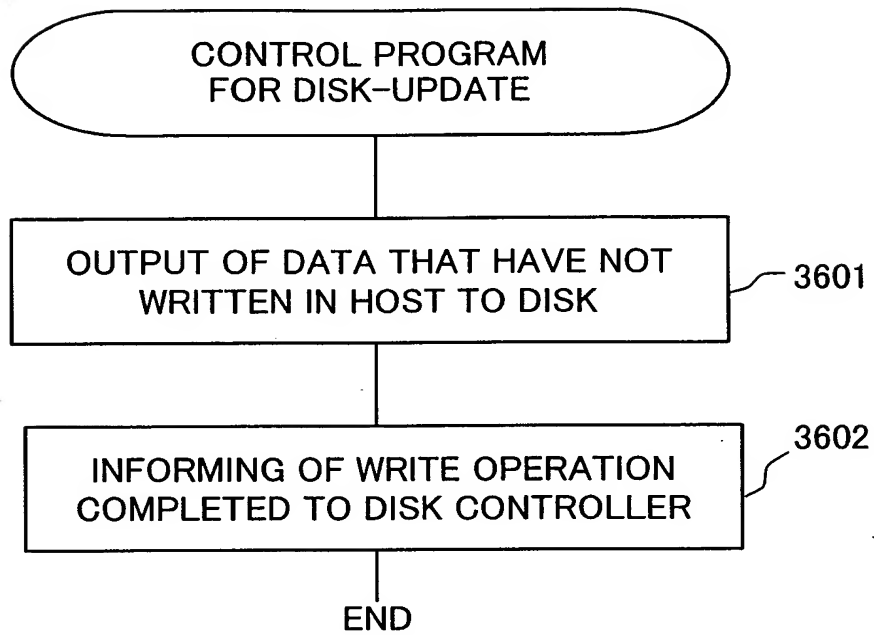 CONTROL PROGRAM
FOR DISK-UPDATE
OUTPUT OF DATA THAT HAVE NOT
WRITTEN IN HOST TO DISK
3601
INFORMING OF WRITE OPERATION
COMPLETED TO DISK CONTROLLER
3602
END